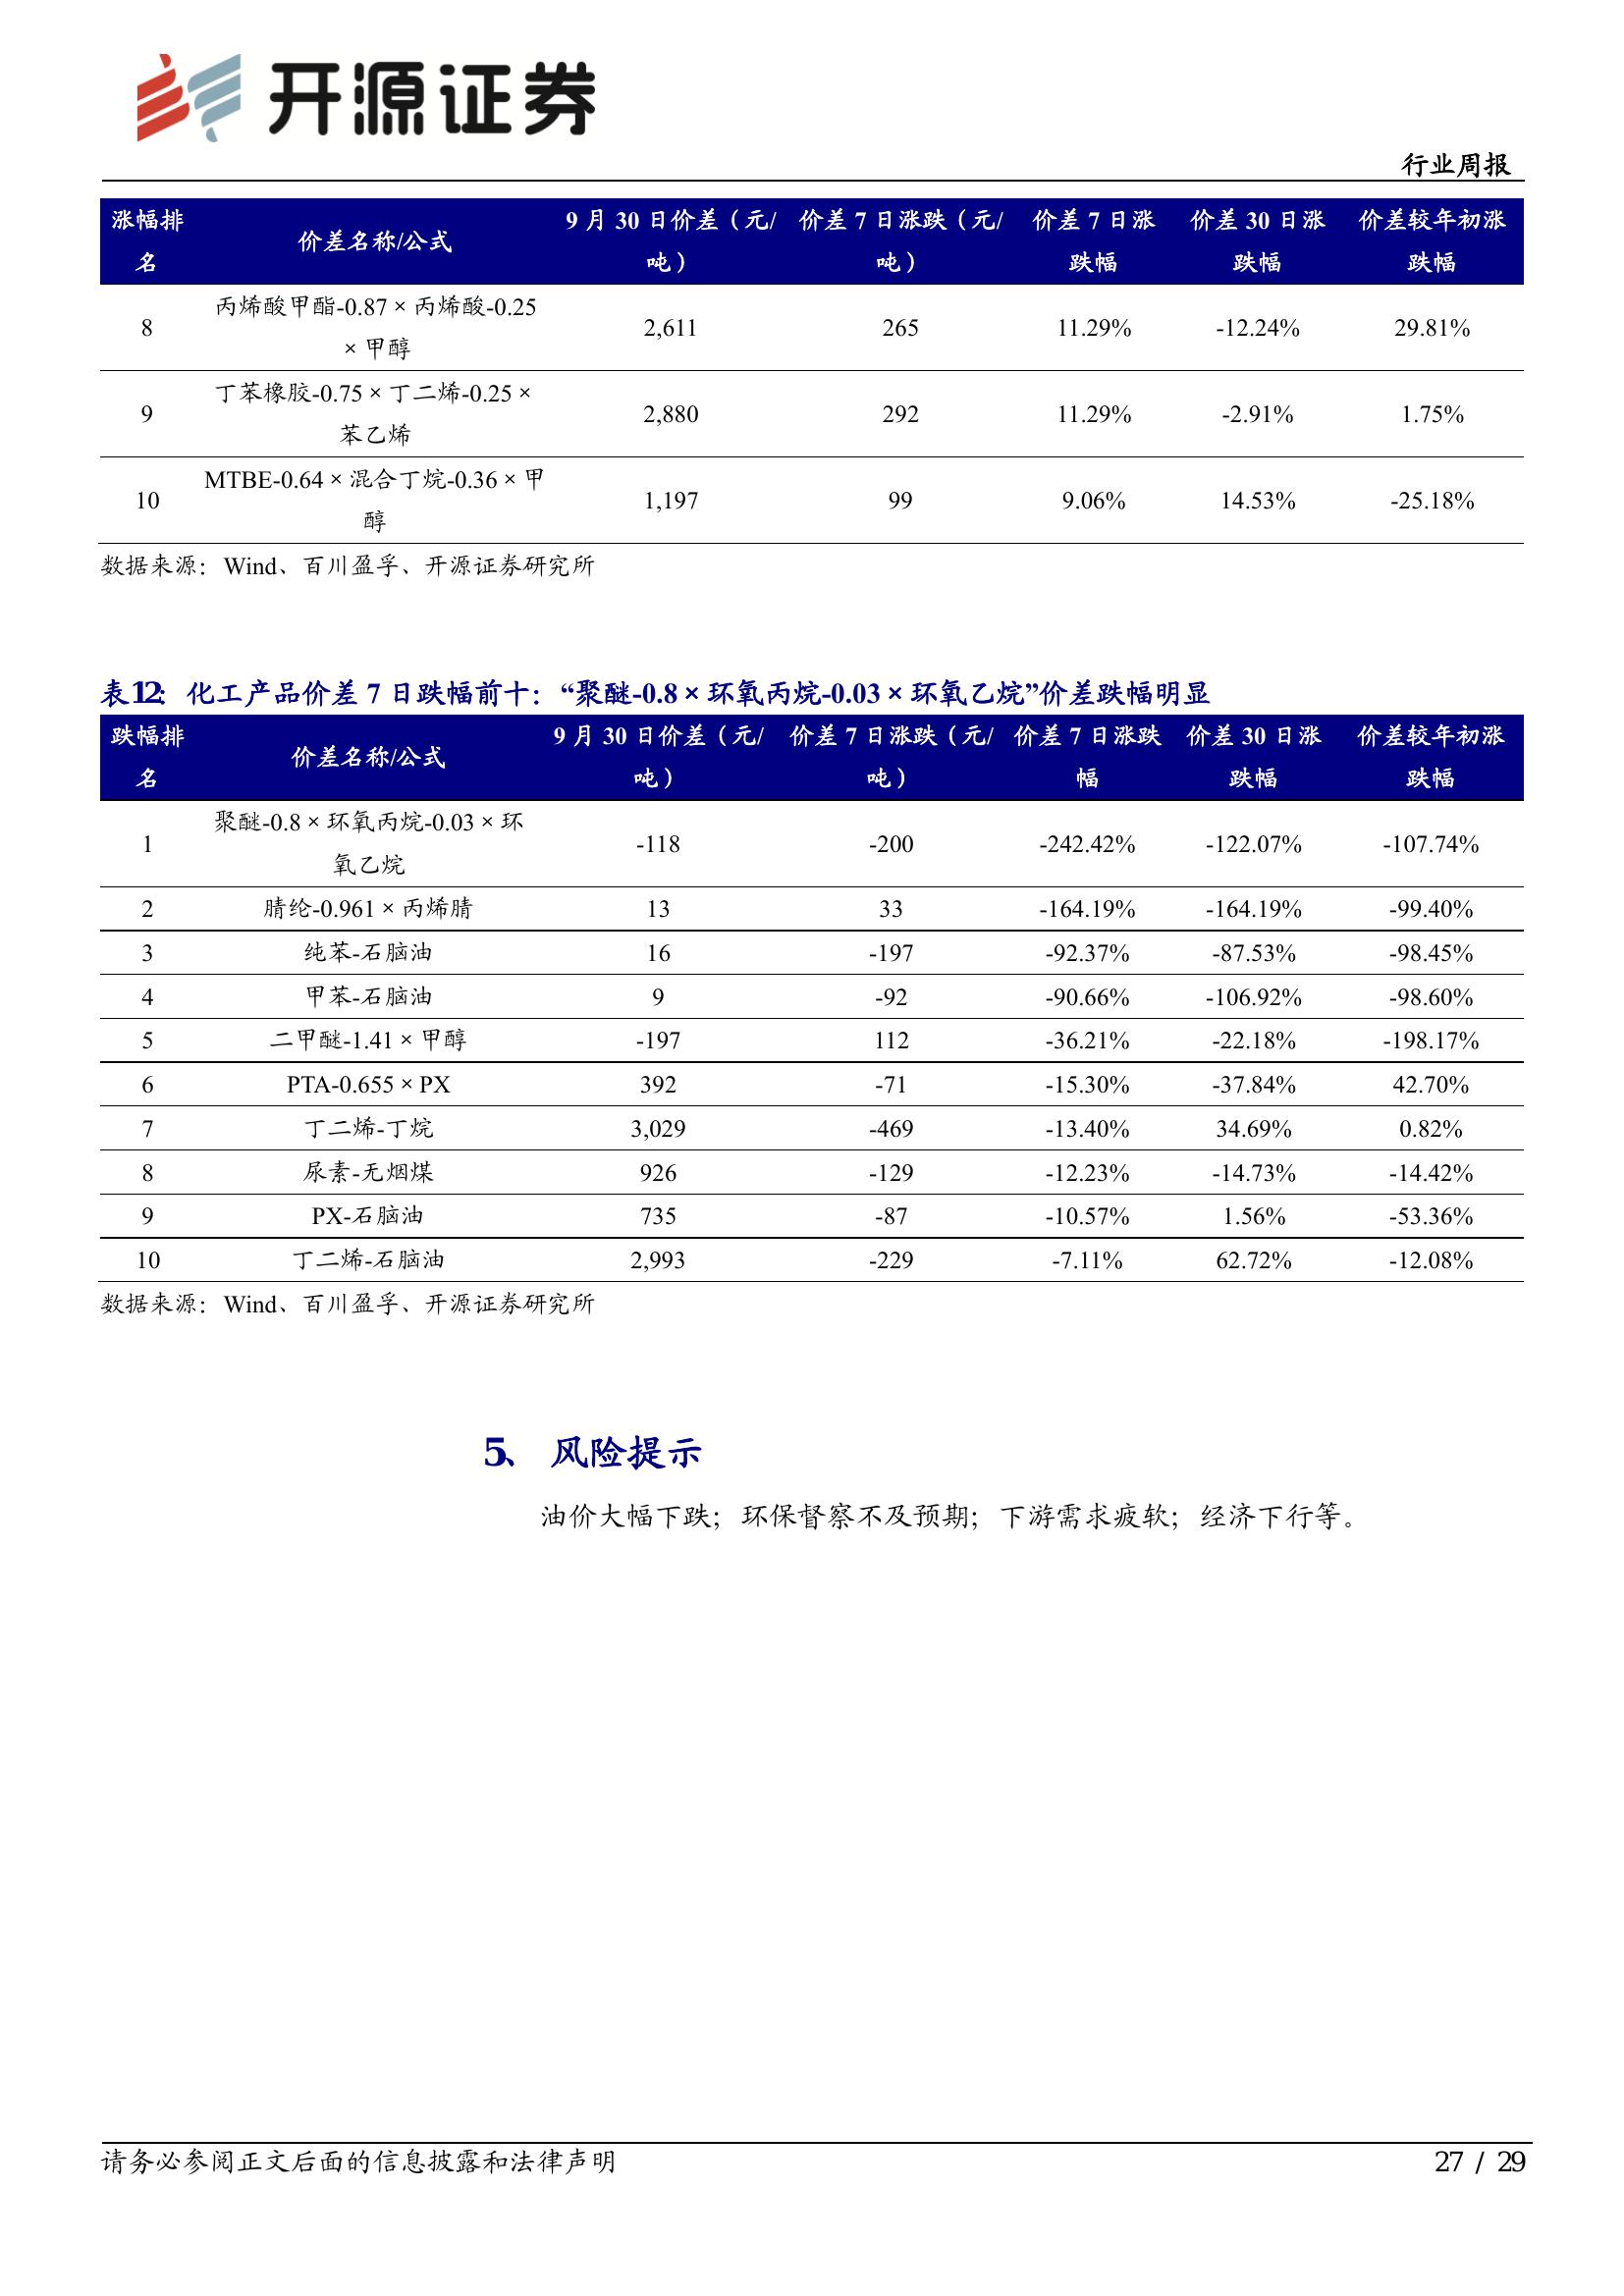 开源证券
行业周报
涨幅排名 价差名称/公式 9 月 30 日价差（元/吨） 价差 7 日涨跌（元/吨） 价差 7 日涨跌幅 价差 30 日涨跌幅 价差较年初涨跌幅
8 丙烯酸甲酯-0.87×丙烯酸-0.25×甲醇 2,611 265 11.29% -12.24% 29.81%
9 丁苯橡胶-0.75×丁二烯-0.25×苯乙烯 2,880 292 11.29% -2.91% 1.75%
10 MTBE-0.64×混合丁烷-0.36×甲醇 1,197 99 9.06% 14.53% -25.18%
数据来源：Wind、百川盈孚、开源证券研究所
表12：化工产品价差 7 日跌幅前十：“聚醚-0.8×环氧丙烷-0.03×环氧乙烷”价差跌幅明显
跌幅排名 价差名称/公式 9 月 30 日价差（元/吨） 价差 7 日涨跌（元/吨） 价差 7 日涨跌幅 价差 30 日涨跌幅 价差较年初涨跌幅
1 聚醚-0.8×环氧丙烷-0.03×环氧乙烷 -118 -200 -242.42% -122.07% -107.74%
2 腈纶-0.961×丙烯腈 13 33 -164.19% -164.19% -99.40%
3 纯苯-石脑油 16 -197 -92.37% -87.53% -98.45%
4 甲苯-石脑油 9 -92 -90.66% -106.92% -98.60%
5 二甲醚-1.41×甲醇 -197 112 -36.21% -22.18% -198.17%
6 PTA-0.655×PX 392 -71 -15.30% -37.84% 42.70%
7 丁二烯-丁烷 3,029 -469 -13.40% 34.69% 0.82%
8 尿素-无烟煤 926 -129 -12.23% -14.73% -14.42%
9 PX-石脑油 735 -87 -10.57% 1.56% -53.36%
10 丁二烯-石脑油 2,993 -229 -7.11% 62.72% -12.08%
数据来源：Wind、百川盈孚、开源证券研究所
5、 风险提示
油价大幅下跌；环保督察不及预期；下游需求疲软；经济下行等。
请务必参阅正文后面的信息披露和法律声明 27 / 29